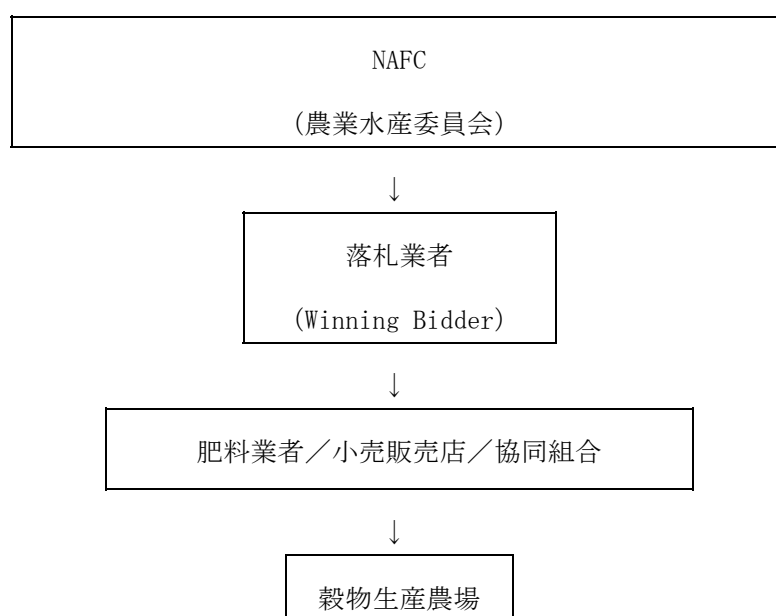 NAFC
(農業水産委員会)
↓
落札業者
(Winning Bidder)
↓
肥料業者／小売販売店／協同組合
↓
穀物生産農場